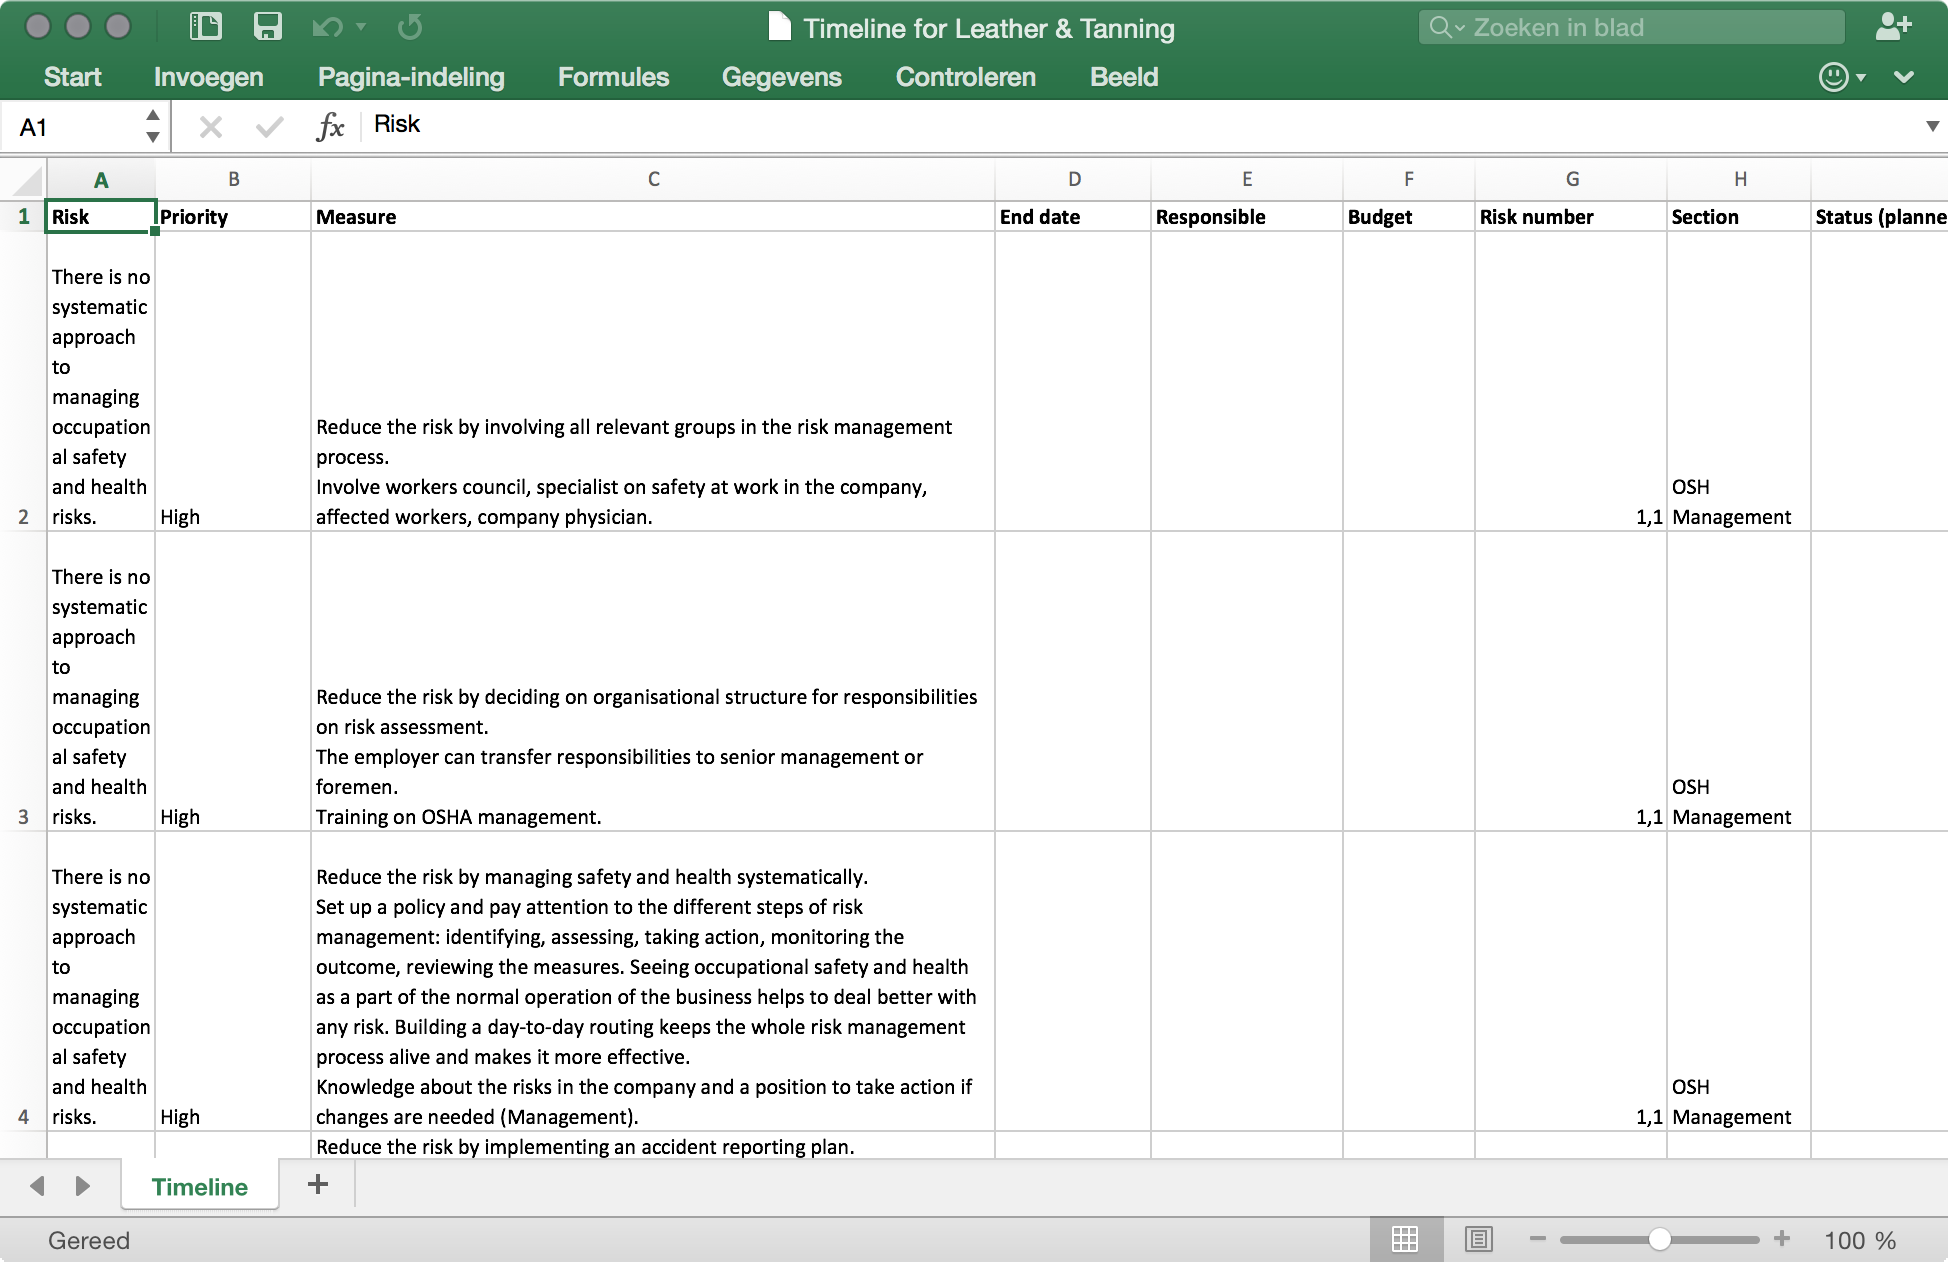 Timeline for Leather & Tanning
Zoeken in blad
Start Invoegen Pagina-indeling Formules Gegevens Controleren Beeld
A1 fx Risk
A B C D E F G H
1 Risk Priority Measure End date Responsible Budget Risk number Section Status (planne
There is no
systematic
approach
to
managing
occupation
al safety
and health
risks.
2
High
Reduce the risk by involving all relevant groups in the risk management
process.
Involve workers council, specialist on safety at work in the company,
affected workers, company physician.
1,1
OSH
Management
There is no
systematic
approach
to
managing
occupation
al safety
and health
risks.
3
High
Reduce the risk by deciding on organisational structure for responsibilities
on risk assessment.
The employer can transfer responsibilities to senior management or
foremen.
Training on OSHA management.
1,1
OSH
Management
There is no
systematic
approach
to
managing
occupation
al safety
and health
risks.
4
High
Reduce the risk by managing safety and health systematically.
Set up a policy and pay attention to the different steps of risk
management: identifying, assessing, taking action, monitoring the
outcome, reviewing the measures. Seeing occupational safety and health
as a part of the normal operation of the business helps to deal better with
any risk. Building a day-to-day routing keeps the whole risk management
process alive and makes it more effective.
Knowledge about the risks in the company and a position to take action if
changes are needed (Management).
1,1
OSH
Management
Reduce the risk by implementing an accident reporting plan.
Timeline
Gereed
100 %